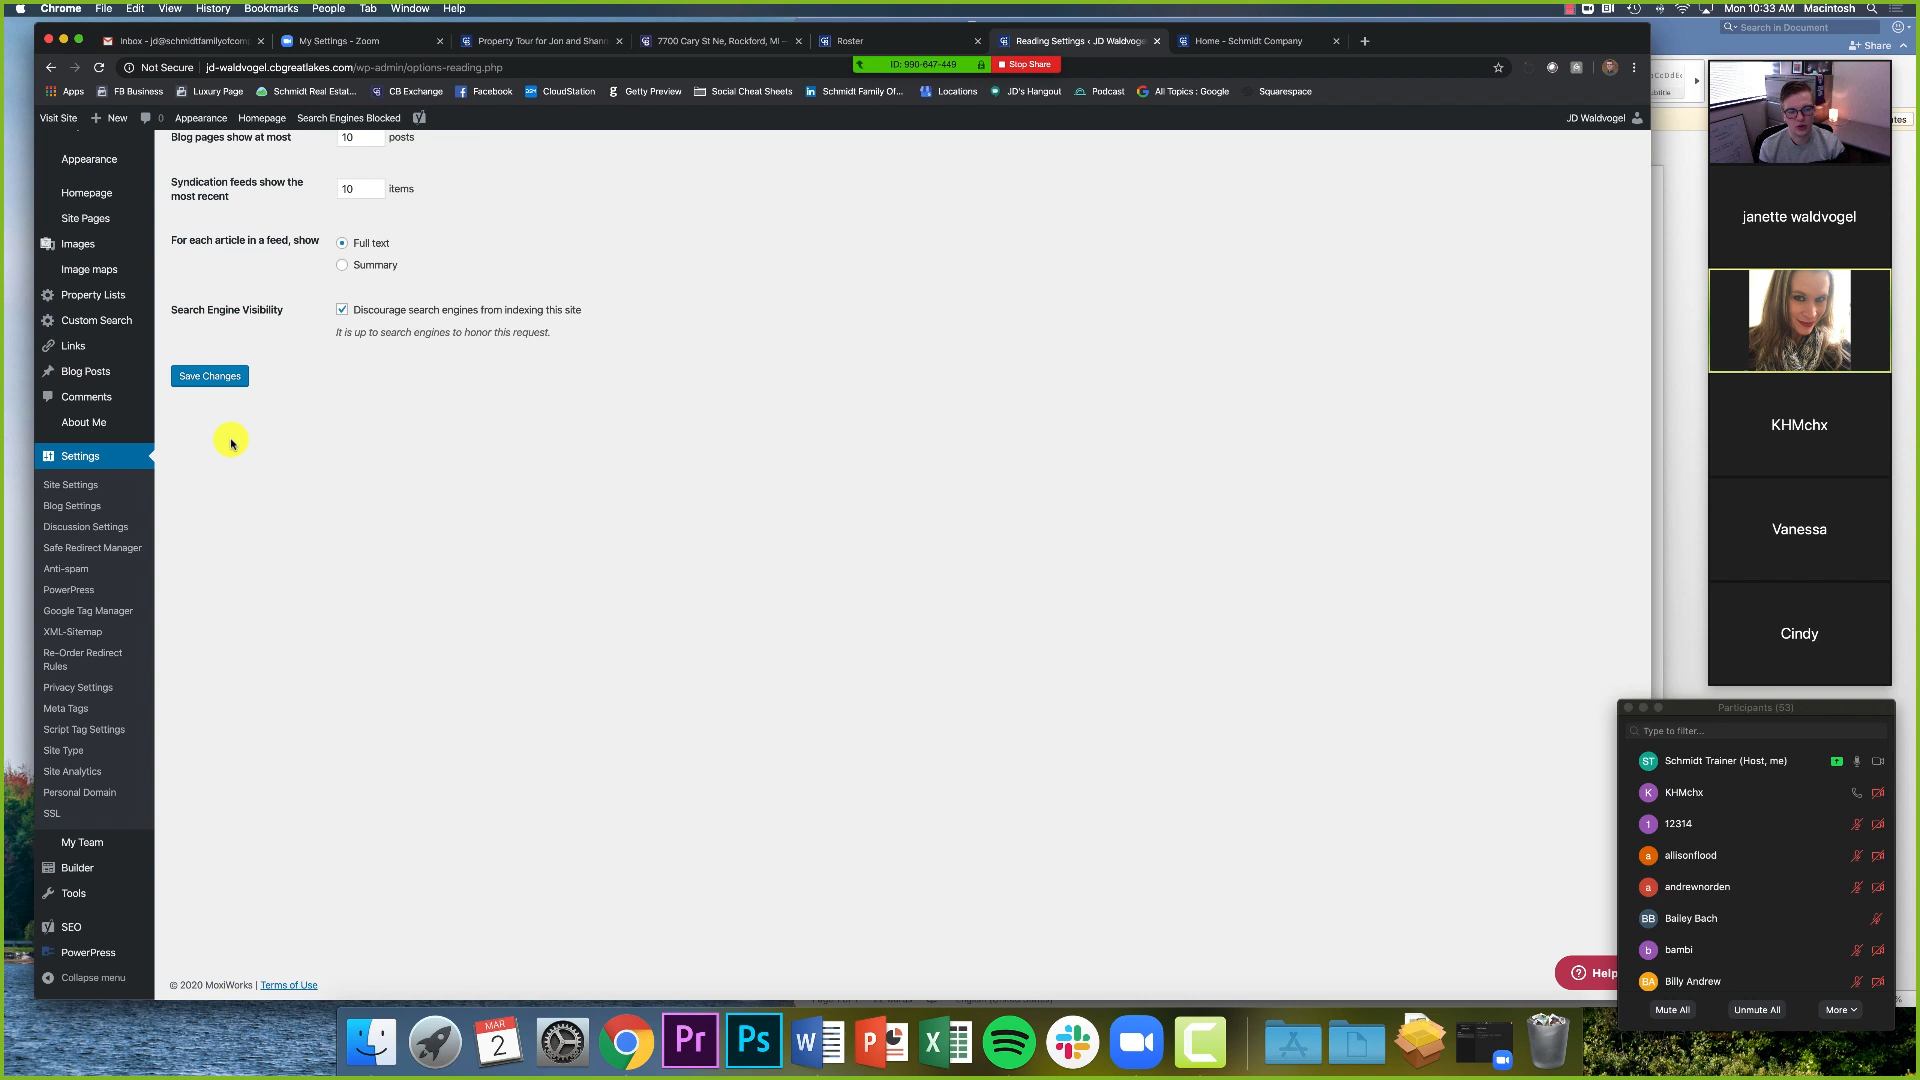 Chrome File Edit View History Bookmarks People Tab Window Help
Mon 10:33 AM Macintosh
Inbox - jd@schmidtfamilyofcom
My Settings - Zoom
Property Tour for Jon and Shann
7700 Cary St Ne, Rockford, MI –
Roster
Reading Settings ‹ JD Waldvoge
Home - Schmidt Company
Search in Document
Share
Not Secure jd-waldvogel.cbgreatlakes.com/wp-admin/options-reading.php
ID: 990-647-449
Stop Share
Apps FB Business Luxury Page Schmidt Real Estat... CB Exchange Facebook CloudStation Getty Preview Social Cheat Sheets Schmidt Family Of... Locations JD's Hangout Podcast All Topics : Google Squarespace
Visit Site New 0 Appearance Homepage Search Engines Blocked
JD Waldvogel
Appearance
Homepage
Site Pages
Images
Image maps
Property Lists
Custom Search
Links
Blog Posts
Comments
About Me
Settings
Site Settings
Blog Settings
Discussion Settings
Safe Redirect Manager
Anti-spam
PowerPress
Google Tag Manager
XML-Sitemap
Re-Order Redirect
Rules
Privacy Settings
Meta Tags
Script Tag Settings
Site Type
Site Analytics
Personal Domain
SSL
My Team
Builder
Tools
SEO
PowerPress
Collapse menu
Blog pages show at most 10 posts
Syndication feeds show the
most recent
10 items
For each article in a feed, show
Full text
Summary
Search Engine Visibility
Discourage search engines from indexing this site
It is up to search engines to honor this request.
Save Changes
© 2020 MoxiWorks | Terms of Use
Help
janette waldvogel
KHMchx
Vanessa
Cindy
Participants (53)
Type to filter...
ST Schmidt Trainer (Host, me)
K KHMchx
1 12314
a allisonflood
a andrewnorden
BB Bailey Bach
b bambi
BA Billy Andrew
Mute All Unmute All More
MAR
2
Pr
Ps
W
P
X
C